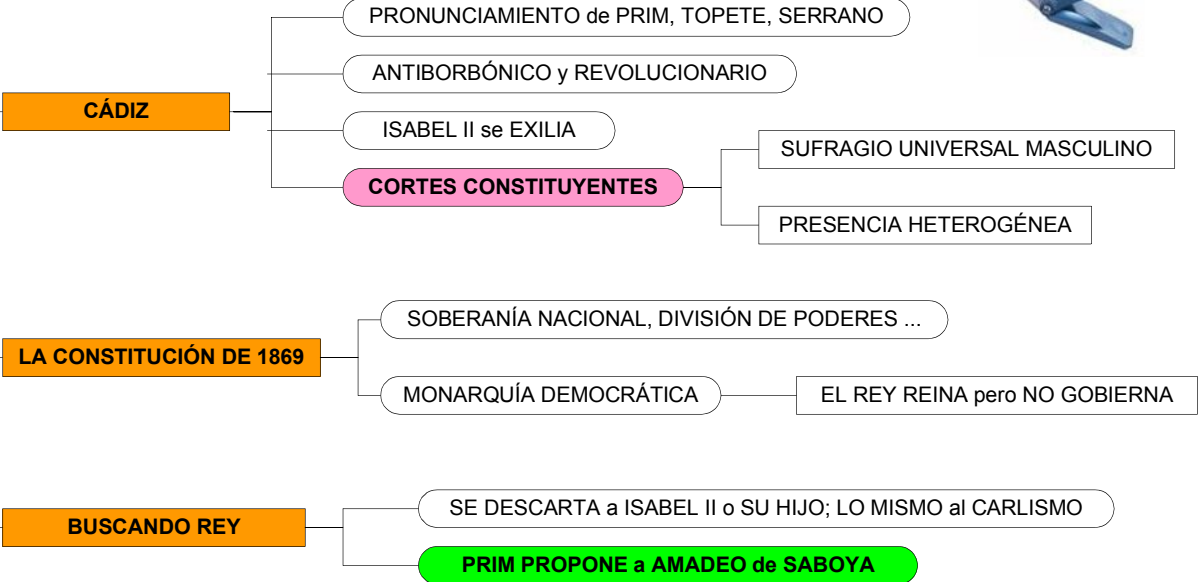 PRONUNCIAMIENTO de PRIM, TOPETE, SERRANO
ANTIBORBÓNICO y REVOLUCIONARIO
CÁDIZ
ISABEL II se EXILIA
SUFRAGIO UNIVERSAL MASCULINO
CORTES CONSTITUYENTES
PRESENCIA HETEROGÉNEA
SOBERANÍA NACIONAL, DIVISIÓN DE PODERES ...
LA CONSTITUCIÓN DE 1869
MONARQUÍA DEMOCRÁTICA
EL REY REINA pero NO GOBIERNA
SE DESCARTA a ISABEL II o SU HIJO; LO MISMO al CARLISMO
BUSCANDO REY
PRIM PROPONE a AMADEO de SABOYA